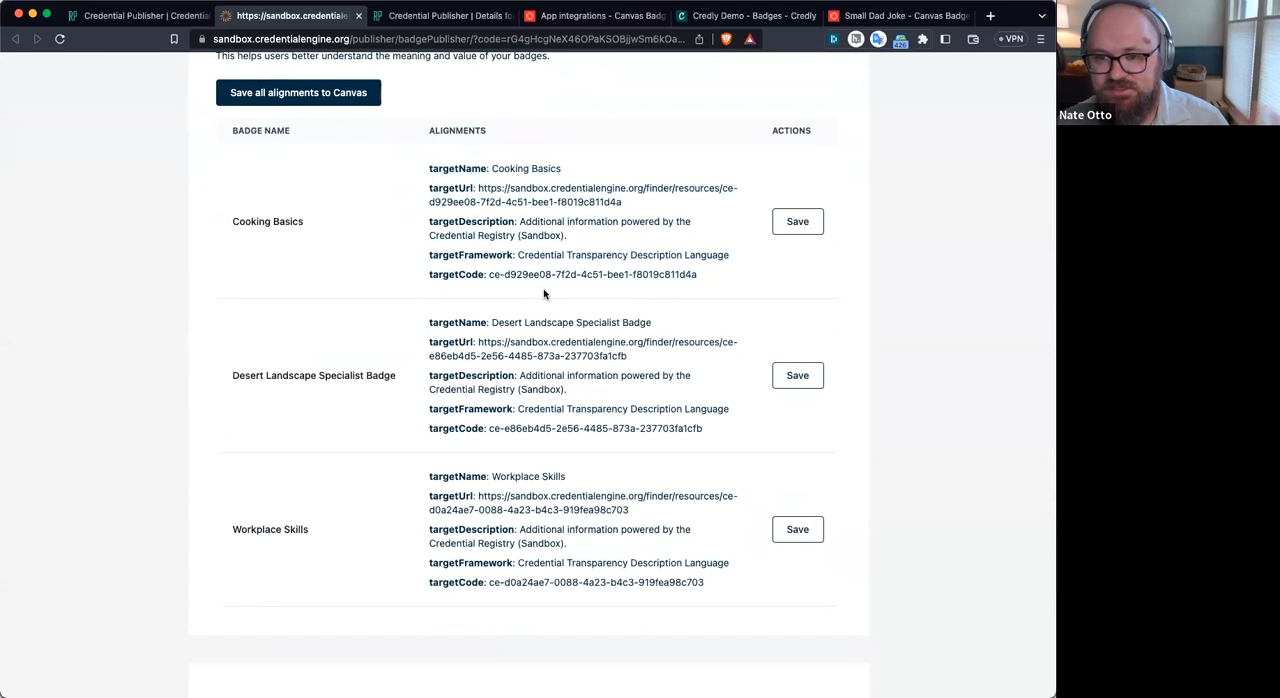 Credential Publisher | Credenti
https://sandbox.credentiale
Credential Publisher | Details fo
App integrations - Canvas Badg
Credly Demo - Badges - Credly
Small Dad Joke - Canvas Badge
sandbox.credentialengine.org/publisher/badgePublisher/?code=rG4gHcgNeX46OPaKSOBjjwSm6kOa...
426
VPN
Nate Otto
This helps users better understand the meaning and value of your badges.
Save all alignments to Canvas
BADGE NAME ALIGNMENTS ACTIONS
targetName: Cooking Basics
targetUrl: https://sandbox.credentialengine.org/finder/resources/ce-
d929ee08-7f2d-4c51-bee1-f8019c811d4a
Cooking Basics
targetDescription: Additional information powered by the
Credential Registry (Sandbox).
Save
targetFramework: Credential Transparency Description Language
targetCode: ce-d929ee08-7f2d-4c51-bee1-f8019c811d4a
targetName: Desert Landscape Specialist Badge
targetUrl: https://sandbox.credentialengine.org/finder/resources/ce-
e86eb4d5-2e56-4485-873a-237703fa1cfb
Desert Landscape Specialist Badge
targetDescription: Additional information powered by the
Credential Registry (Sandbox).
Save
targetFramework: Credential Transparency Description Language
targetCode: ce-e86eb4d5-2e56-4485-873a-237703fa1cfb
targetName: Workplace Skills
targetUrl: https://sandbox.credentialengine.org/finder/resources/ce-
d0a24ae7-0088-4a23-b4c3-919fea98c703
Workplace Skills
targetDescription: Additional information powered by the
Credential Registry (Sandbox).
Save
targetFramework: Credential Transparency Description Language
targetCode: ce-d0a24ae7-0088-4a23-b4c3-919fea98c703